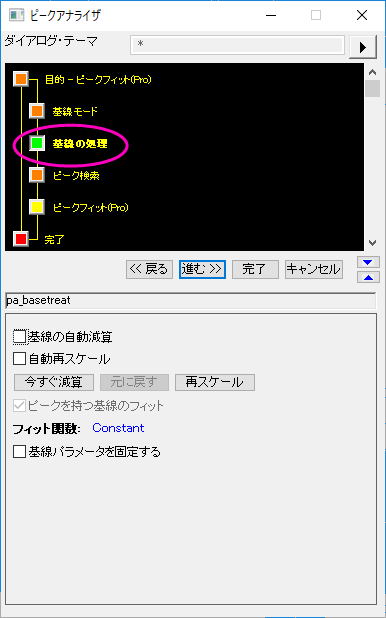 ピークアナライザ
ダイアログ・テーマ *
目的 - ピークフィット(Pro)
基線モード
基線の処理
ピーク検索
ピークフィット(Pro)
完了
<< 戻る 進む >> 完了 キャンセル
pa_basetreat
基線の自動減算
自動再スケール
今すぐ減算 元に戻す 再スケール
ピークを持つ基線のフィット
フィット関数: Constant
基線パラメータを固定する